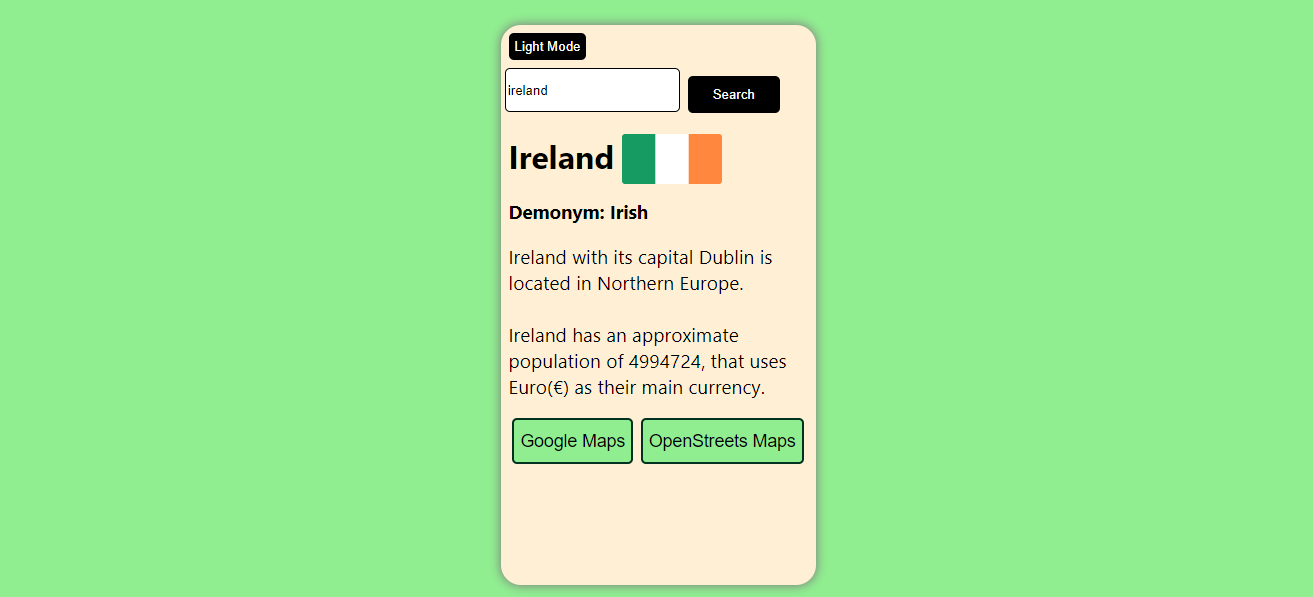 Light Mode
ireland
Search
Ireland
Demonym: Irish
Ireland with its capital Dublin is
located in Northern Europe.
Ireland has an approximate
population of 4994724, that uses
Euro(€) as their main currency.
Google Maps
OpenStreets Maps